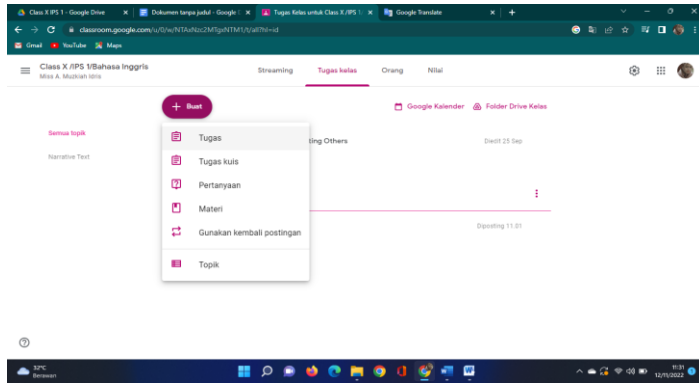 Class X IPS 1 - Google Drive
Dokumen tanpa judul - Google
Tugas Kelas untuk Class X /IPS 1
Google Translate
classroom.google.com/u/0/w/NTAxNzc2MTgxNTM1/t/all?hl=id
Gmail
YouTube
Maps
Class X /IPS 1/Bahasa Inggris
Miss A. Muzkiah Idris
Streaming
Tugas kelas
Orang
Nilai
Buat
Google Kalender
Folder Drive Kelas
Semua topik
Narrative Text
Tugas
Tugas kuis
Pertanyaan
Materi
Gunakan kembali postingan
Topik
ting Others
Diedit 25 Sep
Diposting 11.01
32°C
Berawan
11:31
12/11/2022